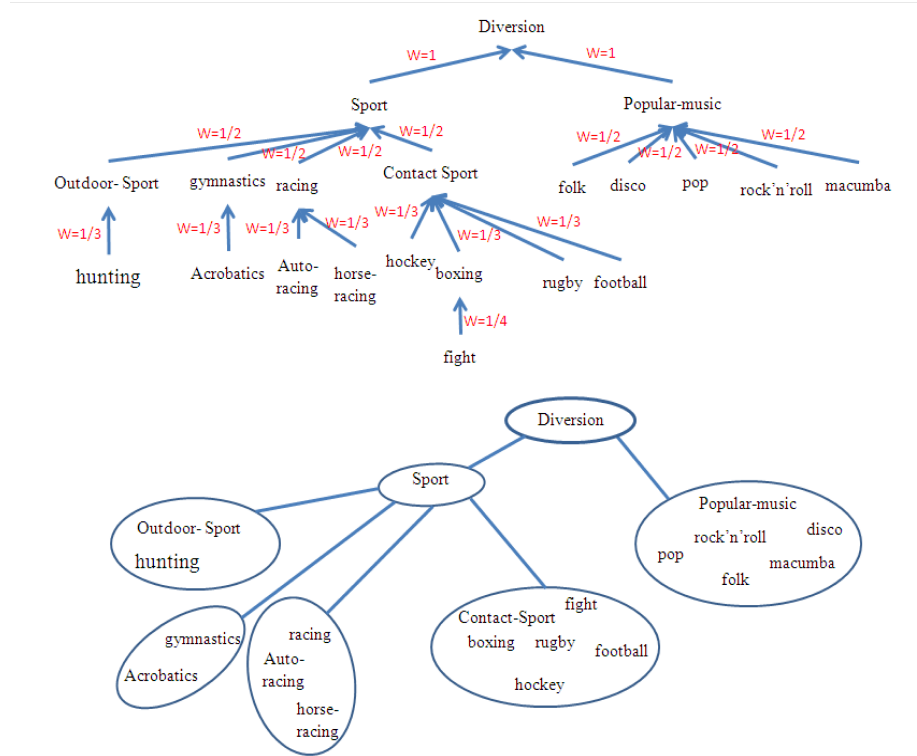 Diversion
W=1
W=1
Sport
Popular-music
W=1/2
W=1/2
W=1/2
W=1/2
W=1/2
W=1/2
W=1/2
W=1/2
Outdoor- Sport
gymnastics
racing
Contact Sport
folk
disco
pop
rock'n'roll
macumba
W=1/3
W=1/3
W=1/3
W=1/3
W=1/3
W=1/3
W=1/3
hunting
Acrobatics
Auto-
racing
horse-
racing
hockey
boxing
rugby
football
W=1/4
fight
Diversion
Sport
Outdoor- Sport
hunting
Popular-music
rock'n'roll
disco
pop
macumba
folk
gymnastics
Acrobatics
racing
Auto-
racing
horse-
racing
Contact-Sport
fight
boxing
rugby
football
hockey